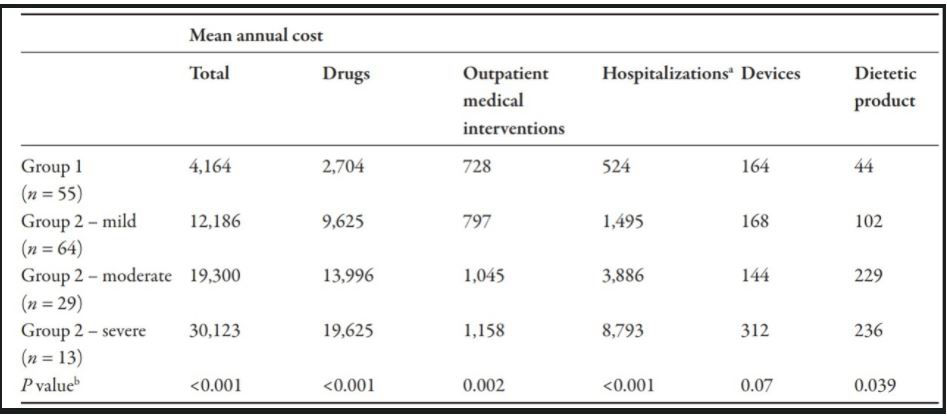 Mean annual cost
Total Drugs Outpatient medical interventions Hospitalizationsᵃ Devices Dietetic product
Group 1 4,164 2,704 728 524 164 44
(n = 55)
Group 2 – mild 12,186 9,625 797 1,495 168 102
(n = 64)
Group 2 – moderate 19,300 13,996 1,045 3,886 144 229
(n = 29)
Group 2 – severe 30,123 19,625 1,158 8,793 312 236
(n = 13)
P valueᵇ <0.001 <0.001 0.002 <0.001 0.07 0.039